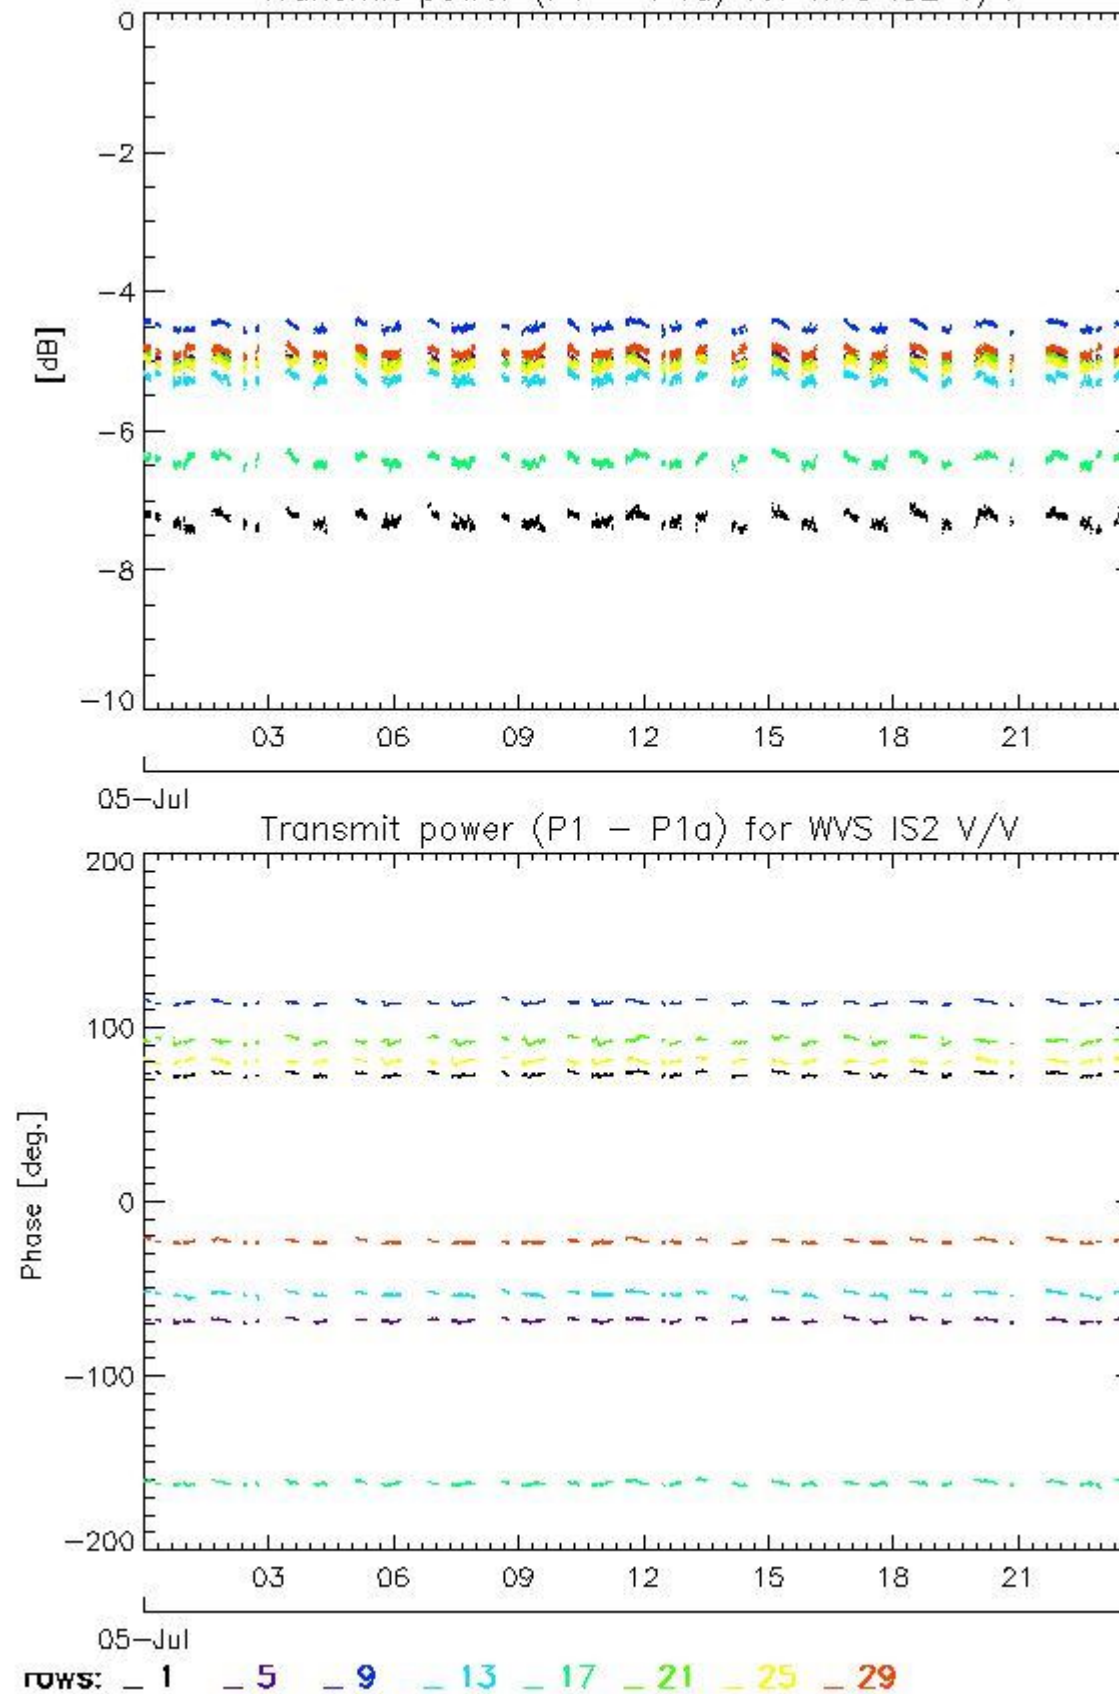 0
-2
-4
[dB]
-6
-8
-10
03 06 09 12 15 18 21
05-Jul
Transmit power (P1 - P1a) for WVS IS2 V/V
200
100
Phase [deg.]
0
-100
-200
03 06 09 12 15 18 21
05-Jul
rows: _ 1 _ 5 _ 9 _ 13 _ 17 _ 21 _ 25 _ 29